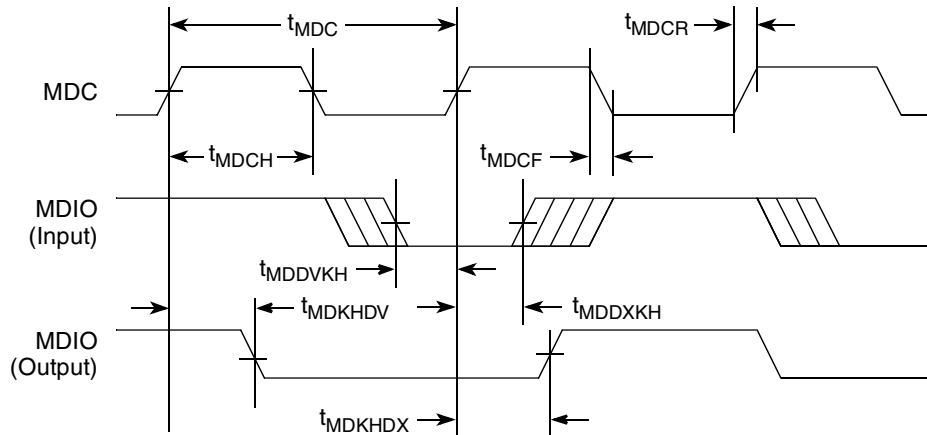 tMDC
tMDCR
MDC
tMDCH
tMDCF
MDIO
(Input)
tMDDVKH
tMDKHDV
tMDDXKH
MDIO
(Output)
tMDKHDX